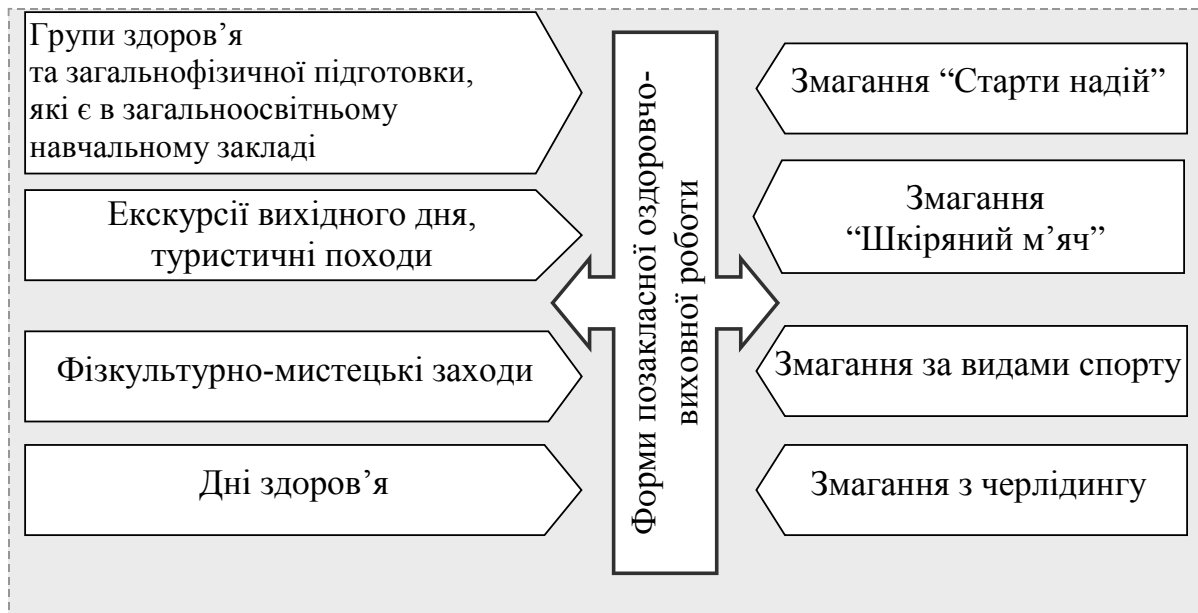 Групи здоров’я
та загальнофізичної підготовки,
які є в загальноосвітньому
навчальному закладі
Екскурсії вихідного дня,
туристичні походи
Фізкультурно-мистецькі заходи
Дні здоров’я
Форми позакласної оздоровчо-
виховної роботи
Змагання “Старти надій”
Змагання
“Шкіряний м’яч”
Змагання за видами спорту
Змагання з черлідингу